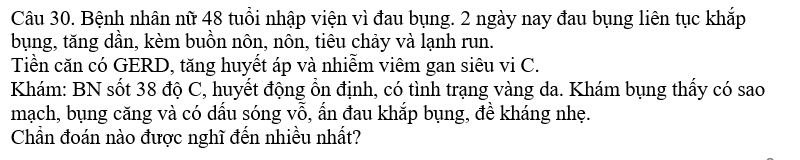 Câu 30. Bệnh nhân nữ 48 tuổi nhập viện vì đau bụng. 2 ngày nay đau bụng liên tục khắp
bụng, tăng dần, kèm buồn nôn, nôn, tiêu chảy và lạnh run.
Tiền căn có GERD, tăng huyết áp và nhiễm viêm gan siêu vi C.
Khám: BN sốt 38 độ C, huyết động ổn định, có tình trạng vàng da. Khám bụng thấy có sao
mạch, bụng căng và có dấu sóng vỗ, ấn đau khắp bụng, đề kháng nhẹ.
Chẩn đoán nào được nghĩ đến nhiều nhất?